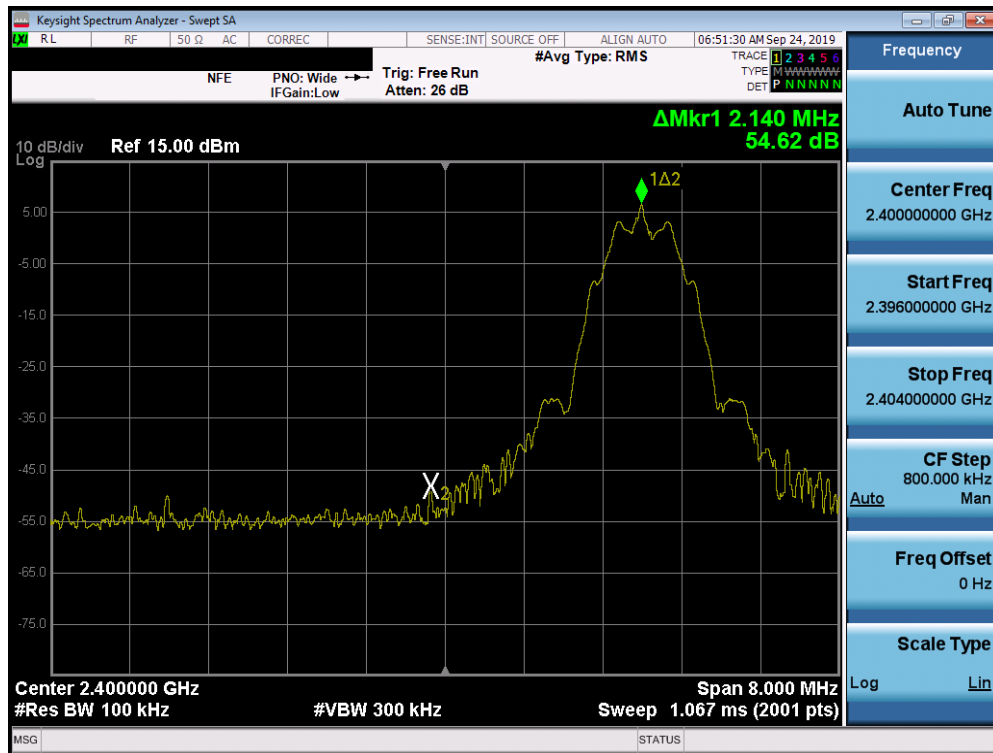 Keysight Spectrum Analyzer - Swept SA
LXI RL RF 50 Ω AC CORREC SENSE:INT SOURCE OFF ALIGN AUTO 06:51:30 AM Sep 24, 2019
NFE PNO: Wide Trig: Free Run #Avg Type: RMS TRACE 1 2 3 4 5 6
IFGain:Low Atten: 26 dB TYPE M W W W W W
DET P N N N N N
ΔMkr1 2.140 MHz
54.62 dB
10 dB/div Ref 15.00 dBm
Log
1Δ2
5.00
-5.00
-15.0
-25.0
-35.0
-45.0
X2
-55.0
-65.0
-75.0
Center 2.400000 GHz Span 8.000 MHz
#Res BW 100 kHz #VBW 300 kHz Sweep 1.067 ms (2001 pts)
MSG STATUS
Frequency
Auto Tune
Center Freq
2.400000000 GHz
Start Freq
2.396000000 GHz
Stop Freq
2.404000000 GHz
CF Step
800.000 kHz
Auto Man
Freq Offset
0 Hz
Scale Type
Log Lin